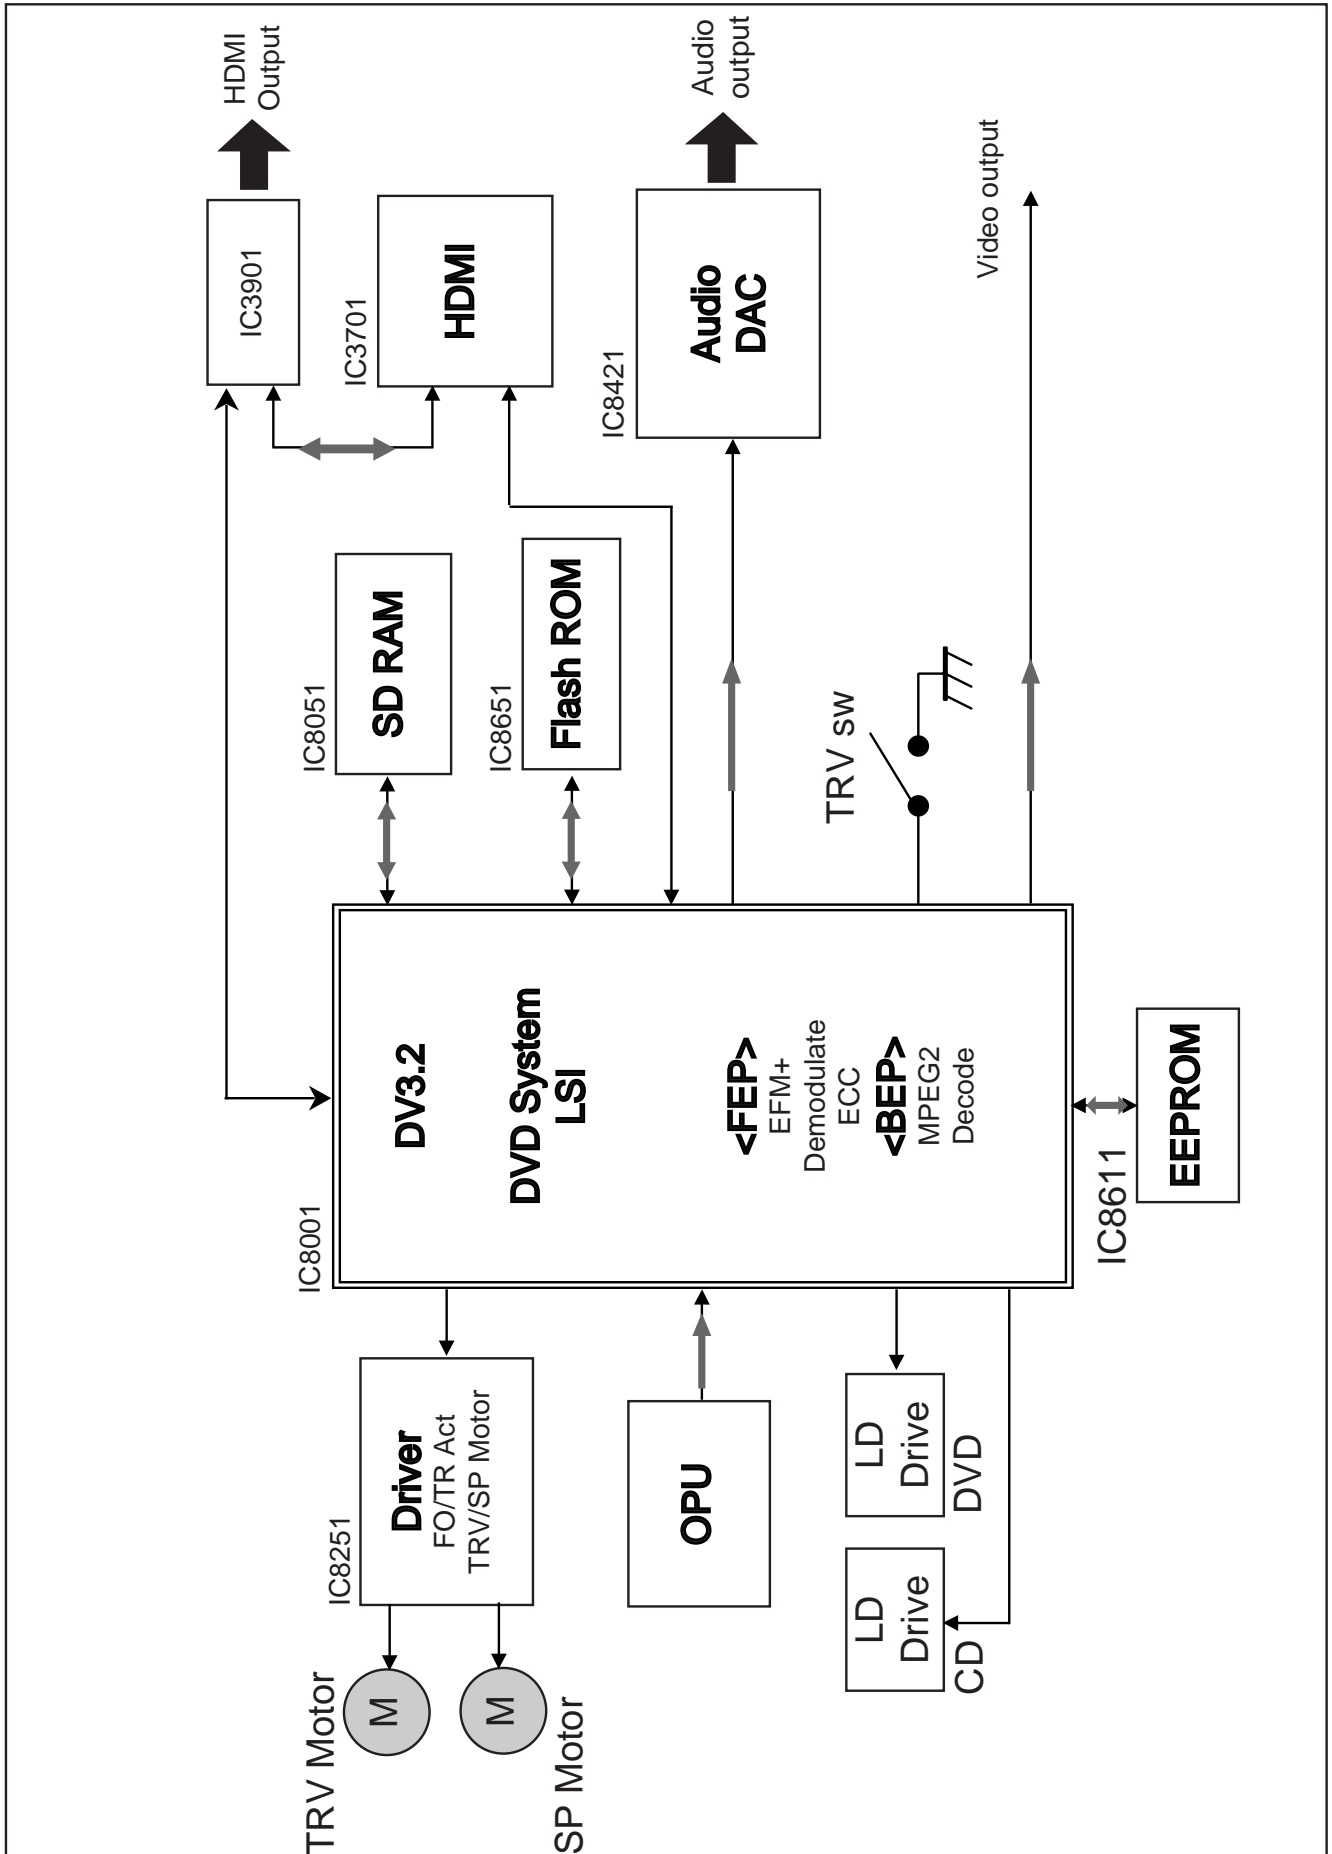 TRV Motor
M
SP Motor
M
IC8251
Driver
FO/TR Act
TRV/SP Motor
OPU
LD
Drive
CD
LD
Drive
DVD
IC8001
DV3.2
DVD System
LSI
<FEP>
EFM+
Demodulate
ECC
<BEP>
MPEG2
Decode
IC8611
EEPROM
IC8051
SD RAM
IC8651
Flash ROM
TRV sw
IC3901
IC3701
HDMI
IC8421
Audio
DAC
HDMI
Output
Audio
output
Video output